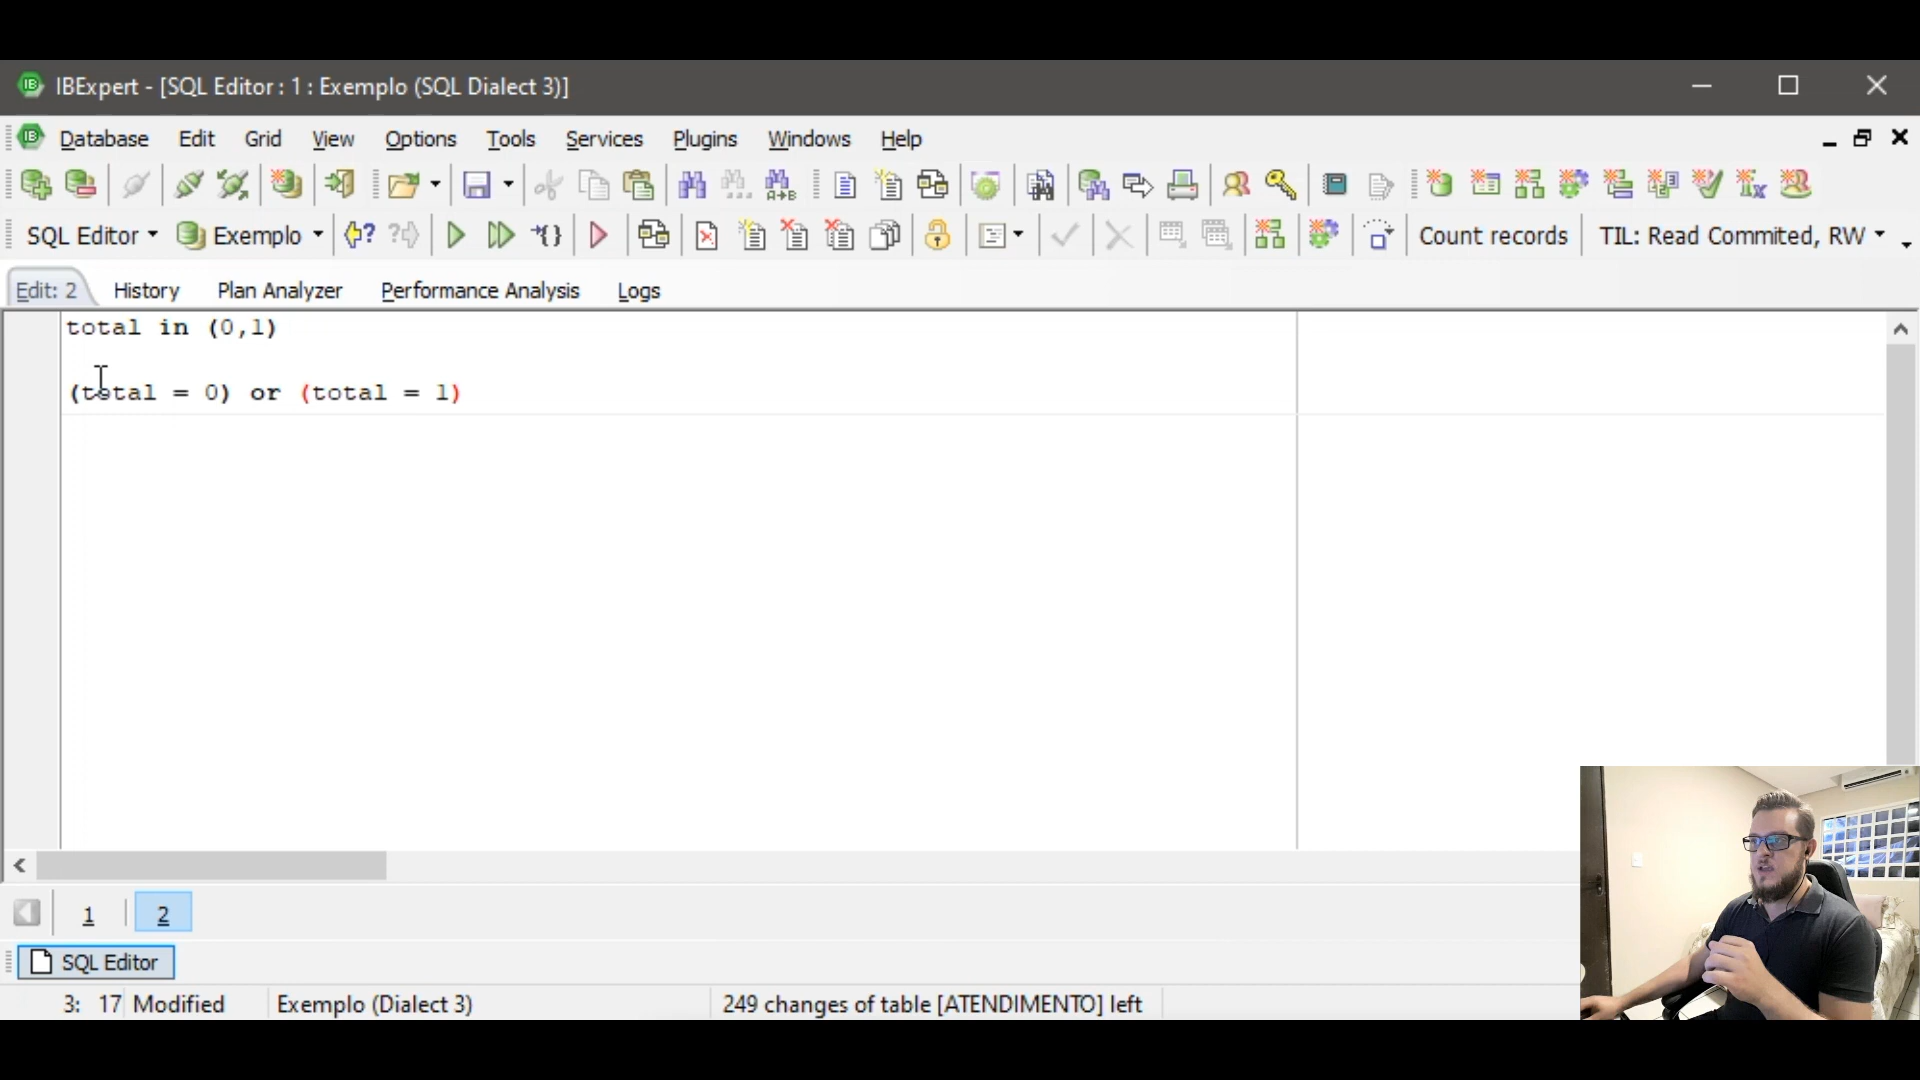 IBExpert - [SQL Editor : 1 : Exemplo (SQL Dialect 3)]
Database Edit Grid View Options Tools Services Plugins Windows Help
SQL Editor Exemplo Count records TIL: Read Commited, RW
Edit: 2 History Plan Analyzer Performance Analysis Logs
total in (0,1)
(total = 0) or (total = 1)
1 2
SQL Editor
3: 17 Modified Exemplo (Dialect 3) 249 changes of table [ATENDIMENTO] left